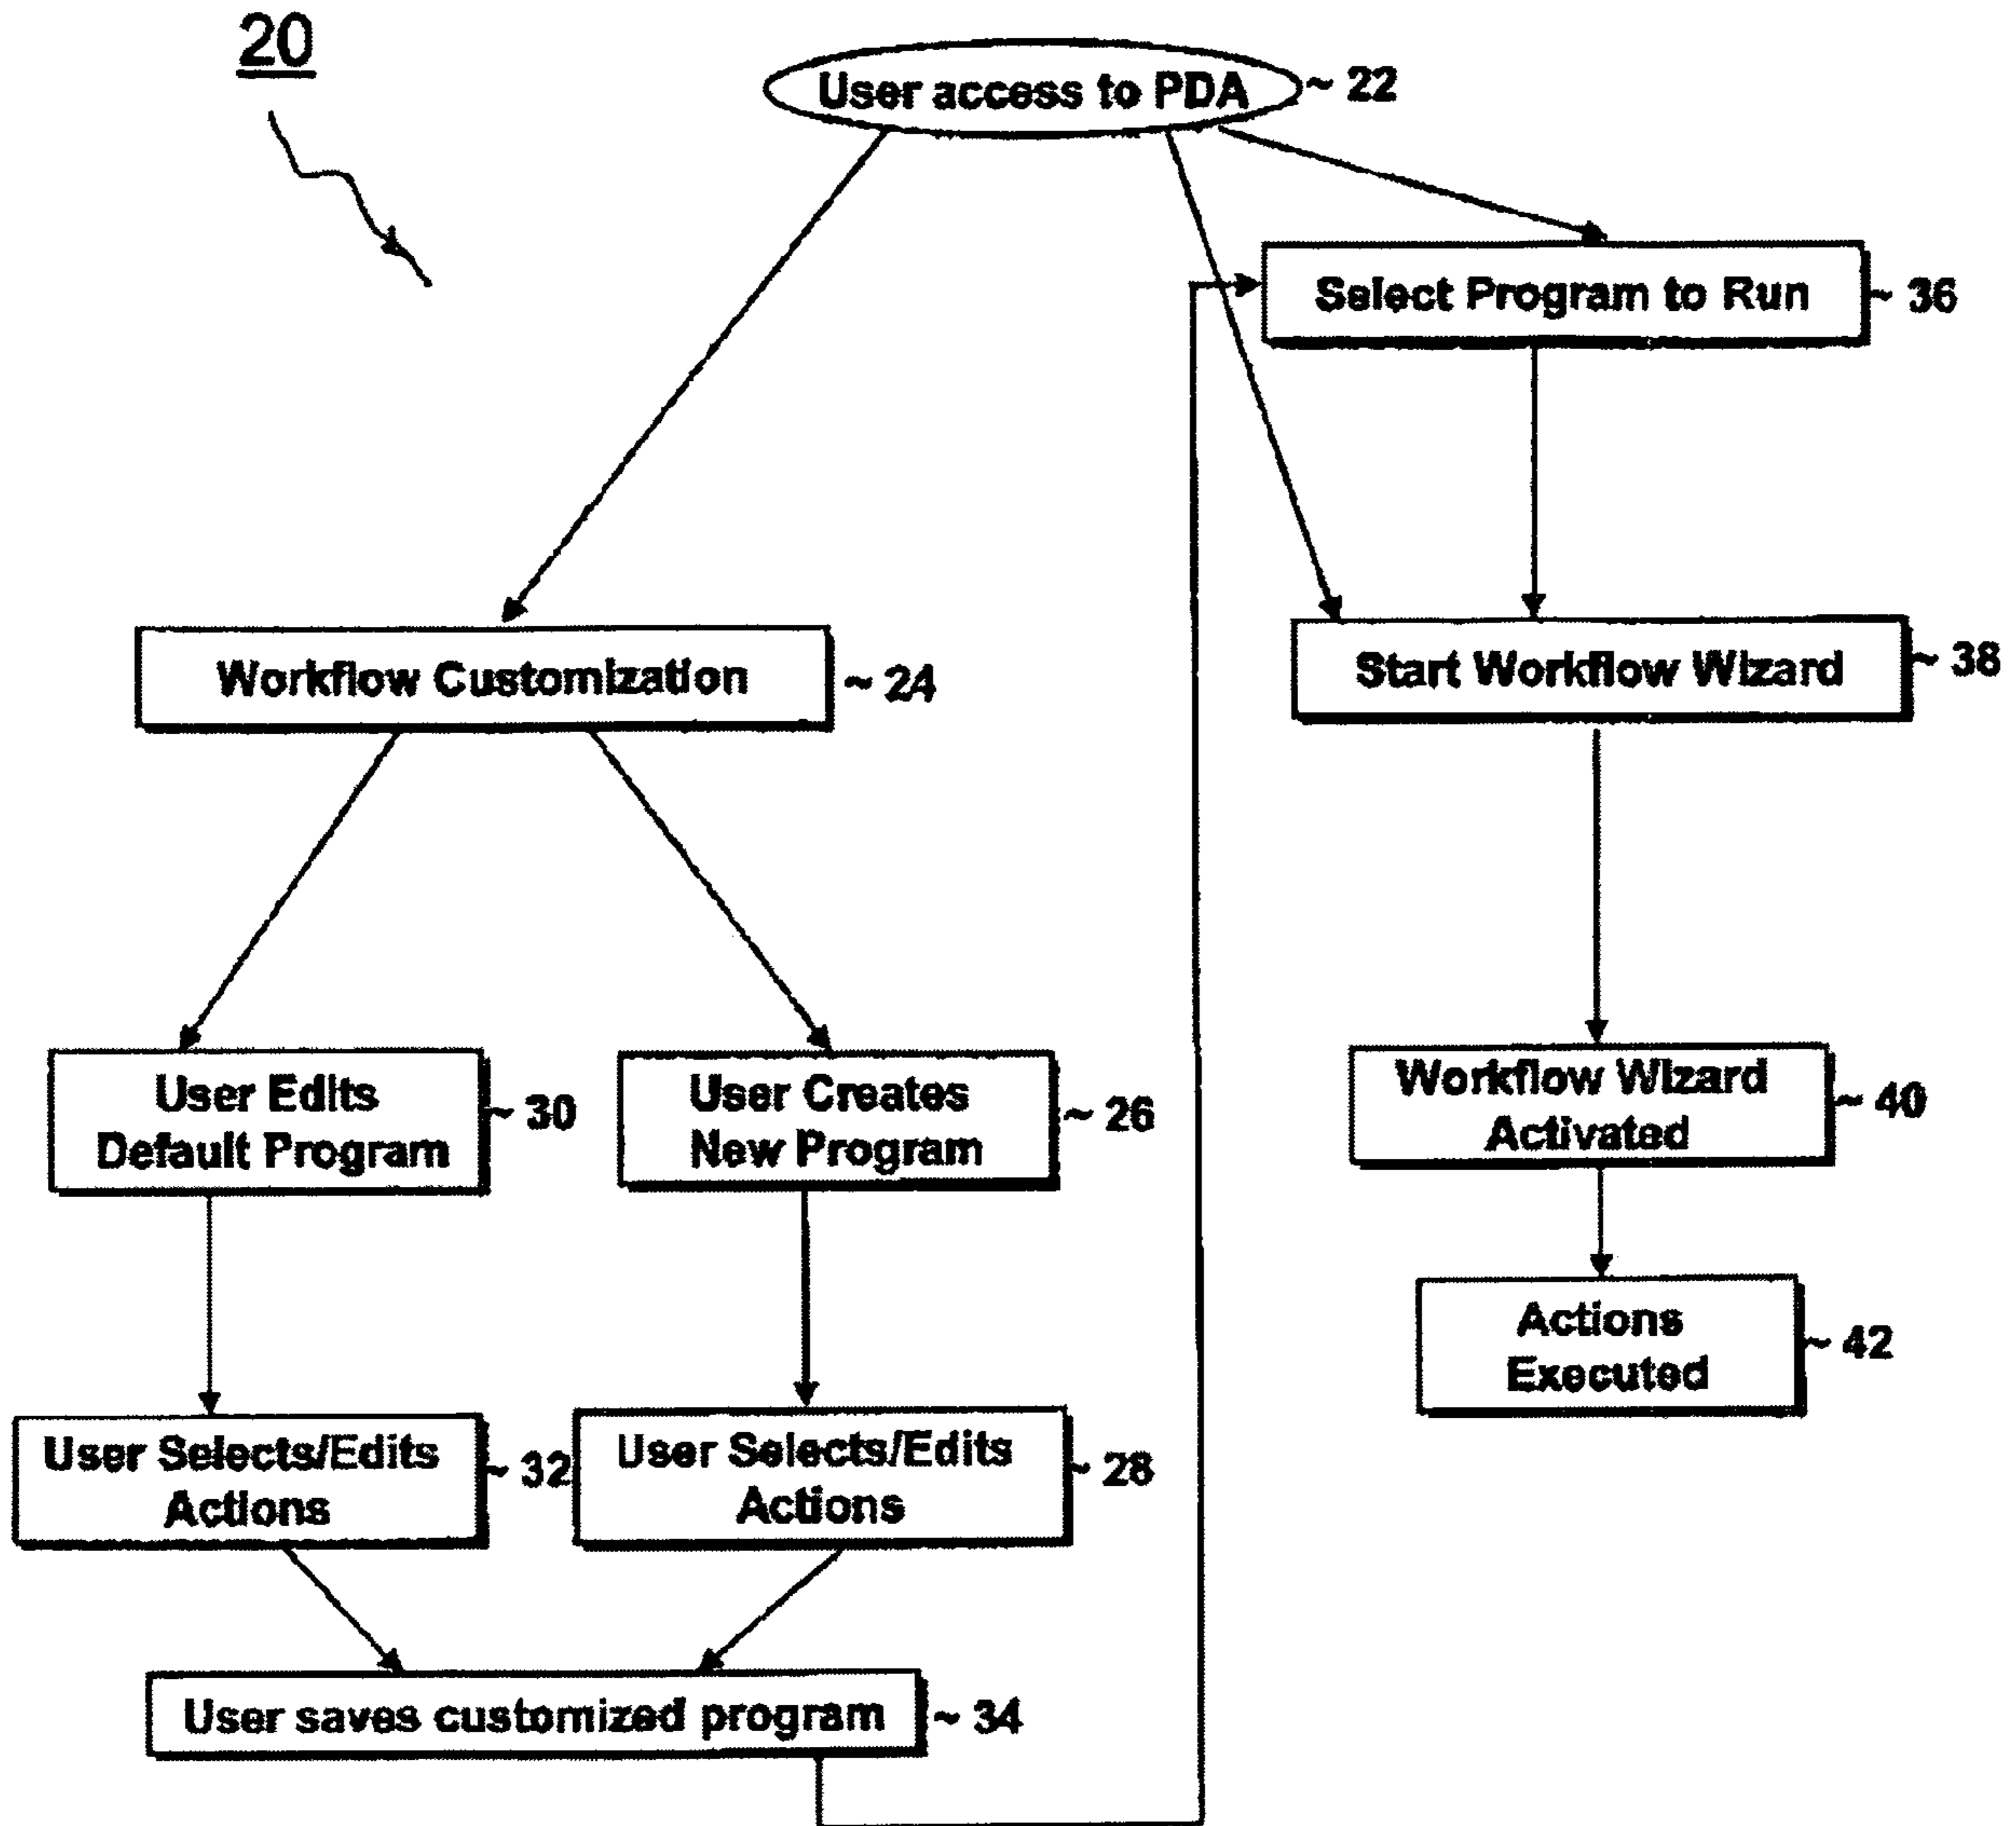 20
User access to PDA ~ 22
Select Program to Run ~ 36
Workflow Customization ~ 24
Start Workflow Wizard ~ 38
User Edits
Default Program ~ 30
User Creates
New Program ~ 26
Workflow Wizard
Activated ~ 40
Actions
Executed ~ 42
User Selects/Edits
Actions ~ 32
User Selects/Edits
Actions ~ 28
User saves customized program ~ 34